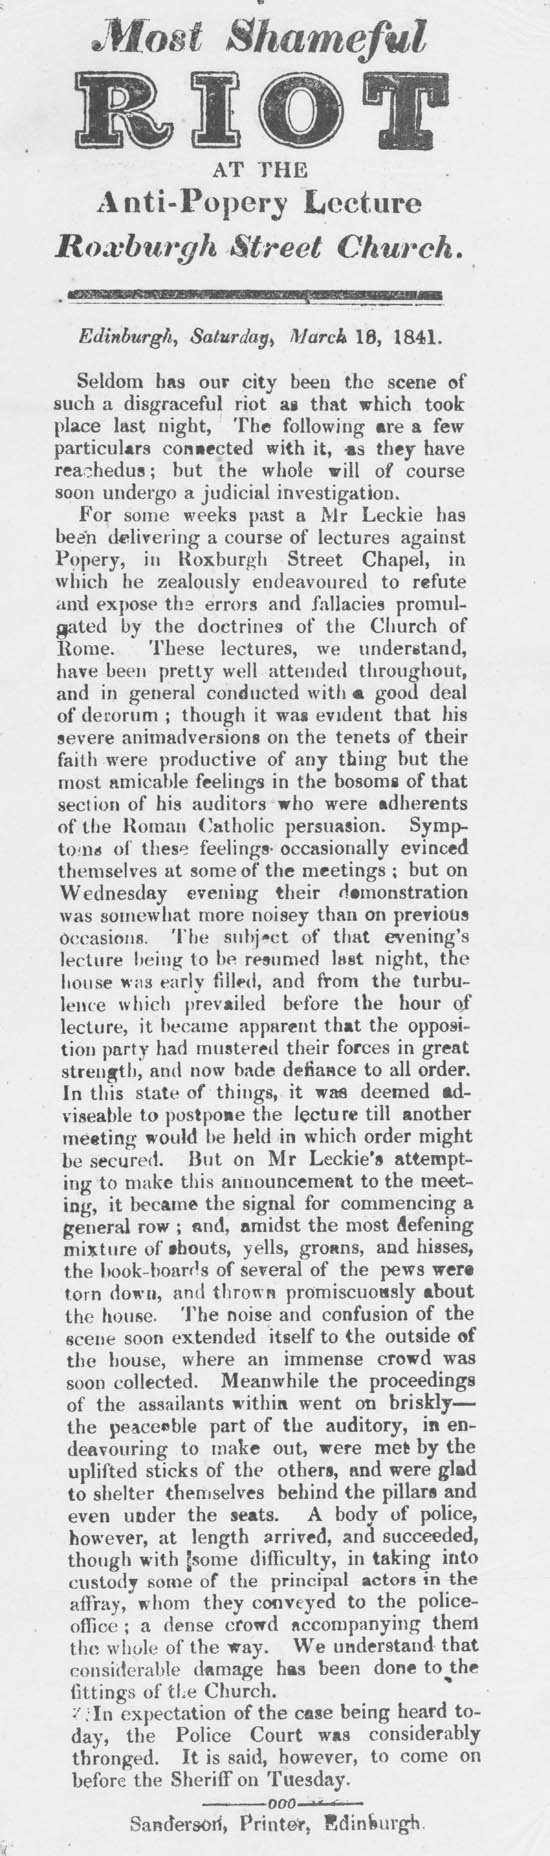 Most Shameful
RIOT
AT THE
Anti-Popery Lecture
Roxburgh Street Church.
Edinburgh, Saturday, March 18, 1841.
Seldom has our city been the scene of
such a disgraceful riot as that which took
place last night, The following are a few
particulars connected with it, as they have
reachedus; but the whole will of course
soon undergo a judicial investigation.
For some weeks past a Mr Leckie has
been delivering a course of lectures against
Popery, in Roxburgh Street Chapel, in
which he zealously endeavoured to refute
and expose the errors and fallacies promul-
gated by the doctrines of the Church of
Rome. These lectures, we understand,
have been pretty well attended throughout,
and in general conducted with a good deal
of derorum ; though it was evident that his
severe animadversions on the tenets of their
faith were productive of any thing but the
most amicable feelings in the bosoms of that
section of his auditors who were adherents
of the Roman Catholic persuasion. Symp-
toms of these feelings occasionally evinced
themselves at some of the meetings ; but on
Wednesday evening their demonstration
was somewhat more noisey than on previous
occasions. The subject of that evening's
lecture being to be resumed last night, the
house was early filled, and from the turbu-
lence which prevailed before the hour of
lecture, it became apparent that the opposi-
tion party had mustered their forces in great
strength, and now bade defiance to all order.
In this state of things, it was deemed ad-
viseable to postpone the lecture till another
meeting would be held in which order might
be secured. But on Mr Leckie's attempt-
ing to make this announcement to the meet-
ing, it became the signal for commencing a
general row ; and, amidst the most defening
mixture of shouts, yells, groans, and hisses,
the book-boards of several of the pews were
torn down, and thrown promiscuously about
the house. The noise and confusion of the
scene soon extended itself to the outside of
the house, where an immense crowd was
soon collected. Meanwhile the proceedings
of the assailants within went on briskly—
the peaceable part of the auditory, in en-
deavouring to make out, were met by the
uplifted sticks of the others, and were glad
to shelter themselves behind the pillars and
even under the seats. A body of police,
however, at length arrived, and succeeded,
though with some difficulty, in taking into
custody some of the principal actors in the
affray, whom they conveyed to the police-
office ; a dense crowd accompanying them
the whole of the way. We understand that
considerable damage has been done to the
fittings of the Church.
In expectation of the case being heard to-
day, the Police Court was considerably
thronged. It is said, however, to come on
before the Sheriff on Tuesday.
ooo
Sanderson, Printer, Edinburgh.